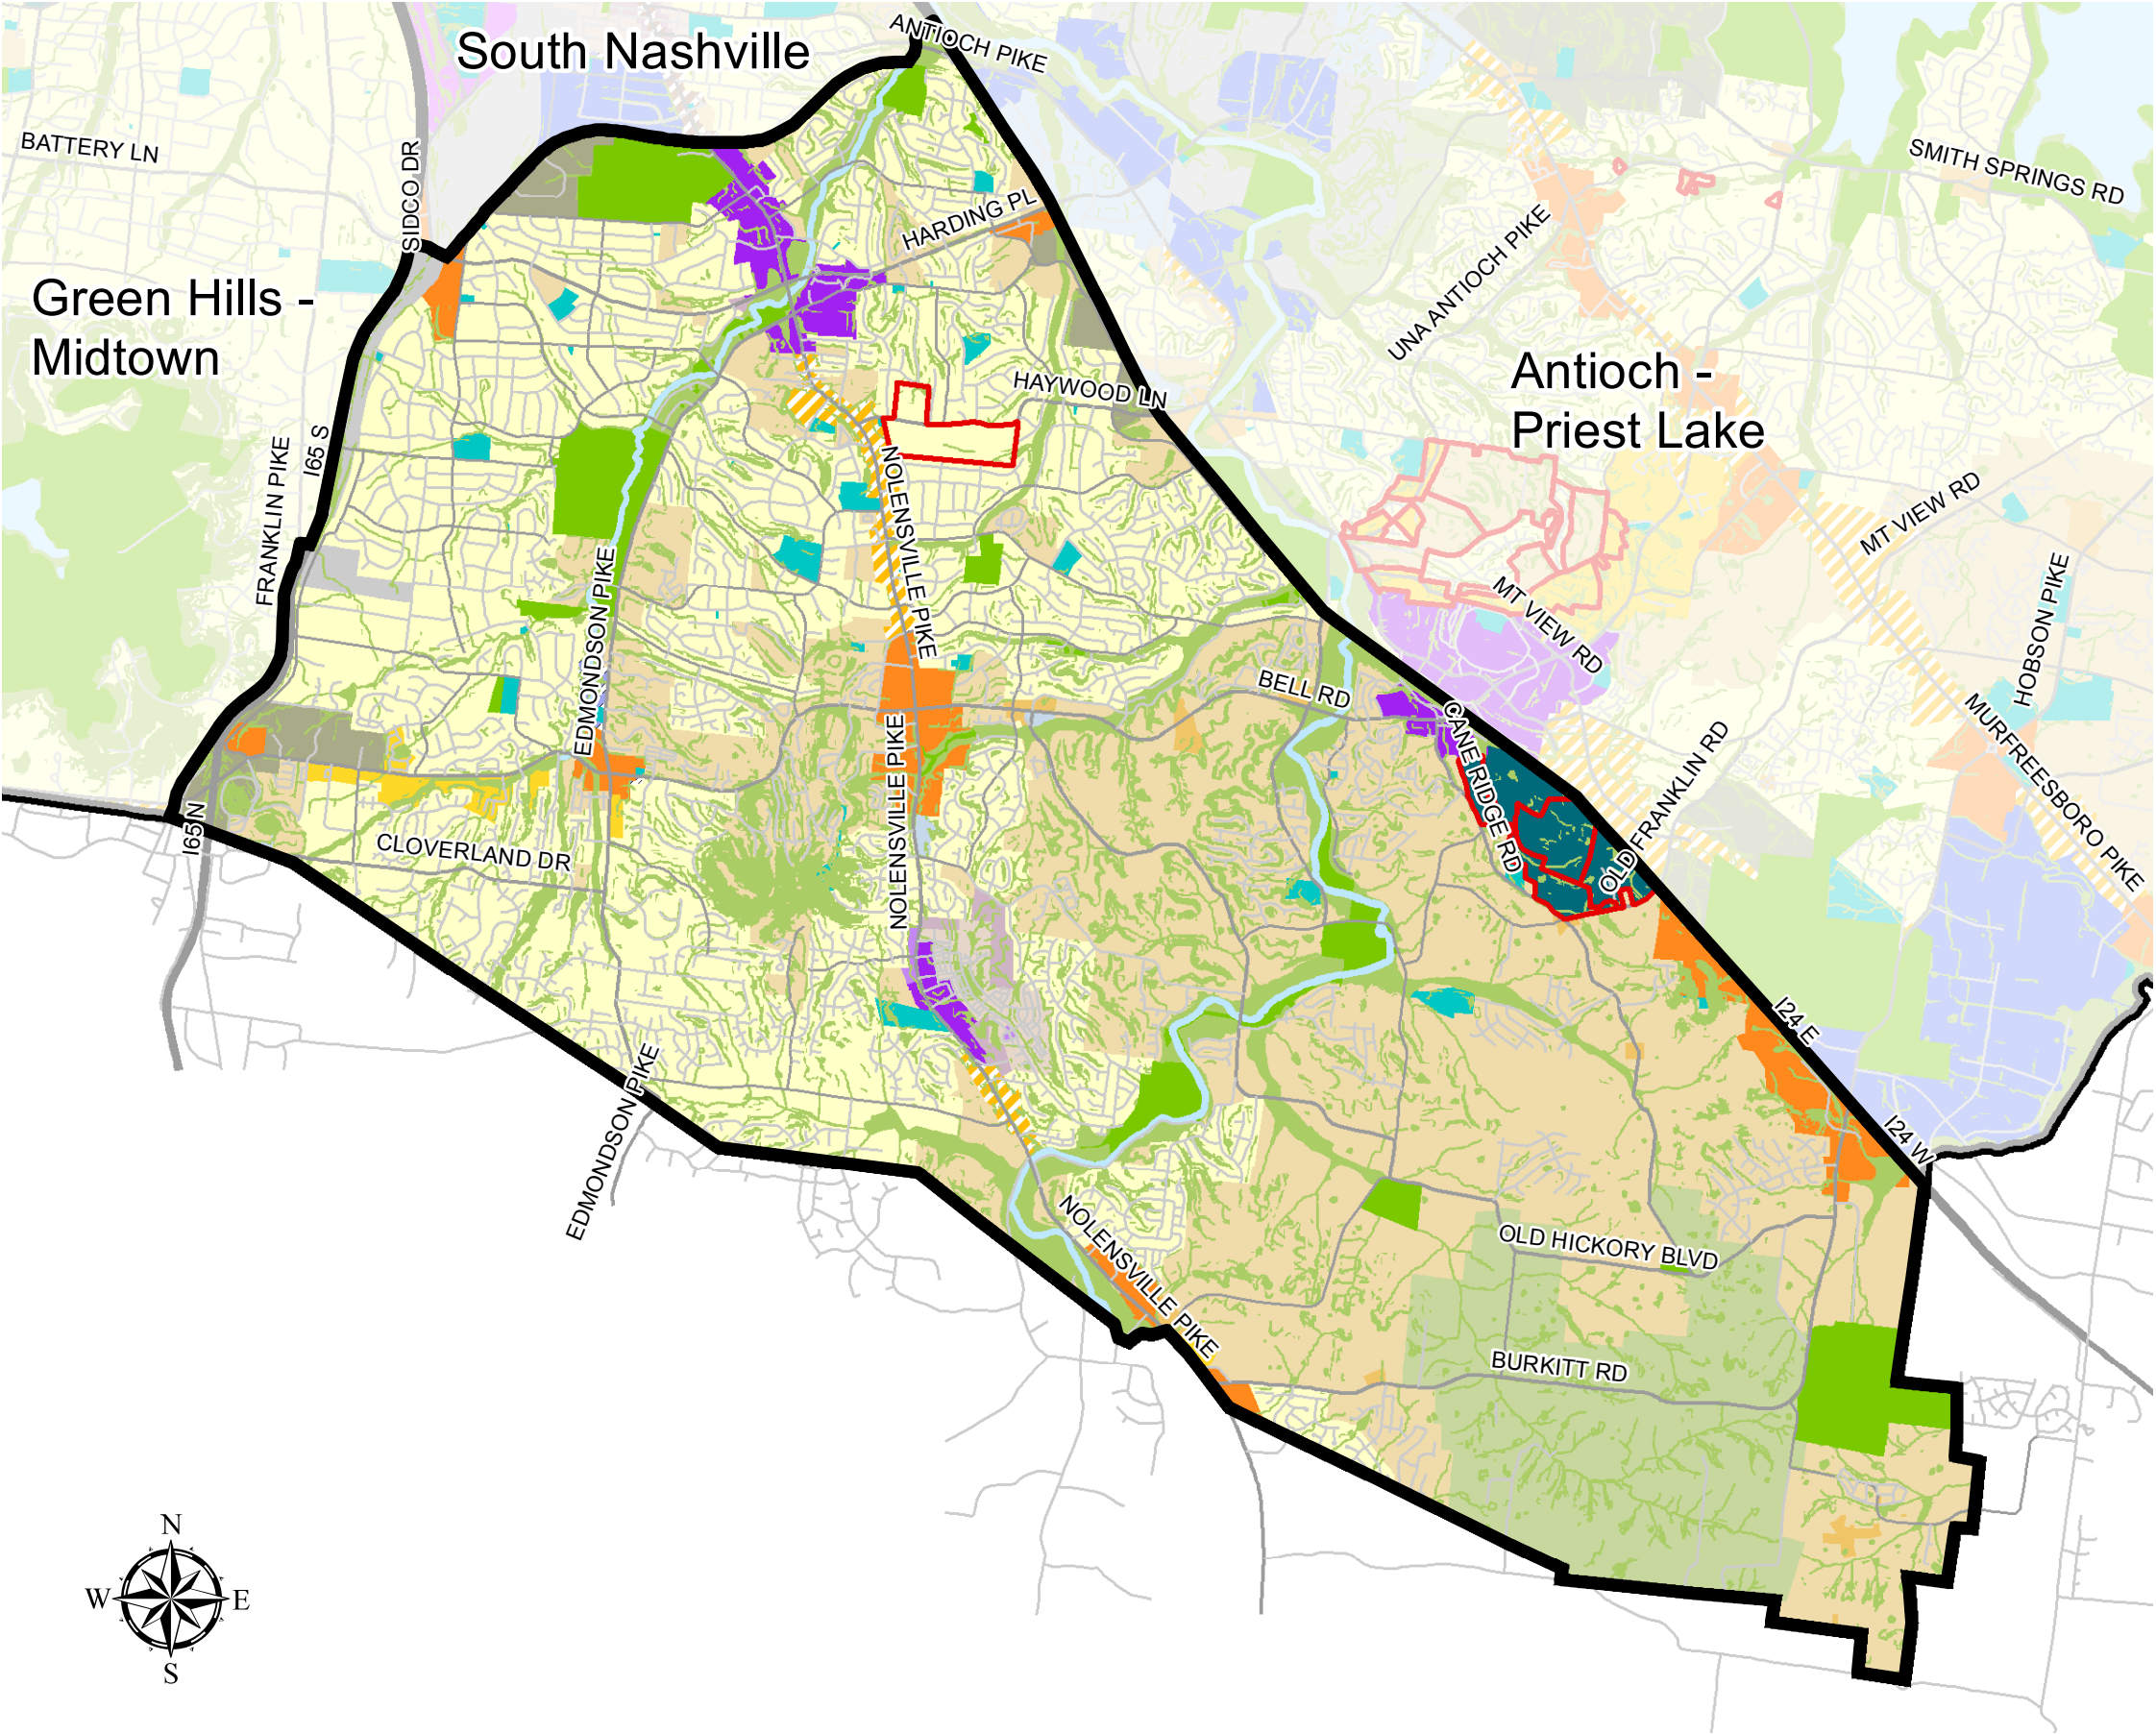 South Nashville
ANTIOCH PIKE
BATTERY LN
SIDCO DR
SMITH SPRINGS RD
HARDING PL
UNA ANTIOCH PIKE
Green Hills -
Midtown
HAYWOOD LN
Antioch -
Priest Lake
FRANKLIN PIKE
I65 S
NOLENSVILLE PIKE
MT VIEW RD
EDMONDSON PIKE
MT VIEW RD
HOBSON PIKE
BELL RD
CANE RIDGE RD
OLD FRANKLIN RD
MURFREESBORO PIKE
NOLENSVILLE PIKE
I65 N
CLOVERLAND DR
I24 E
EDMONDSON PIKE
I24 W
NOLENSVILLE PIKE
OLD HICKORY BLVD
BURKITT RD
N
W
E
S